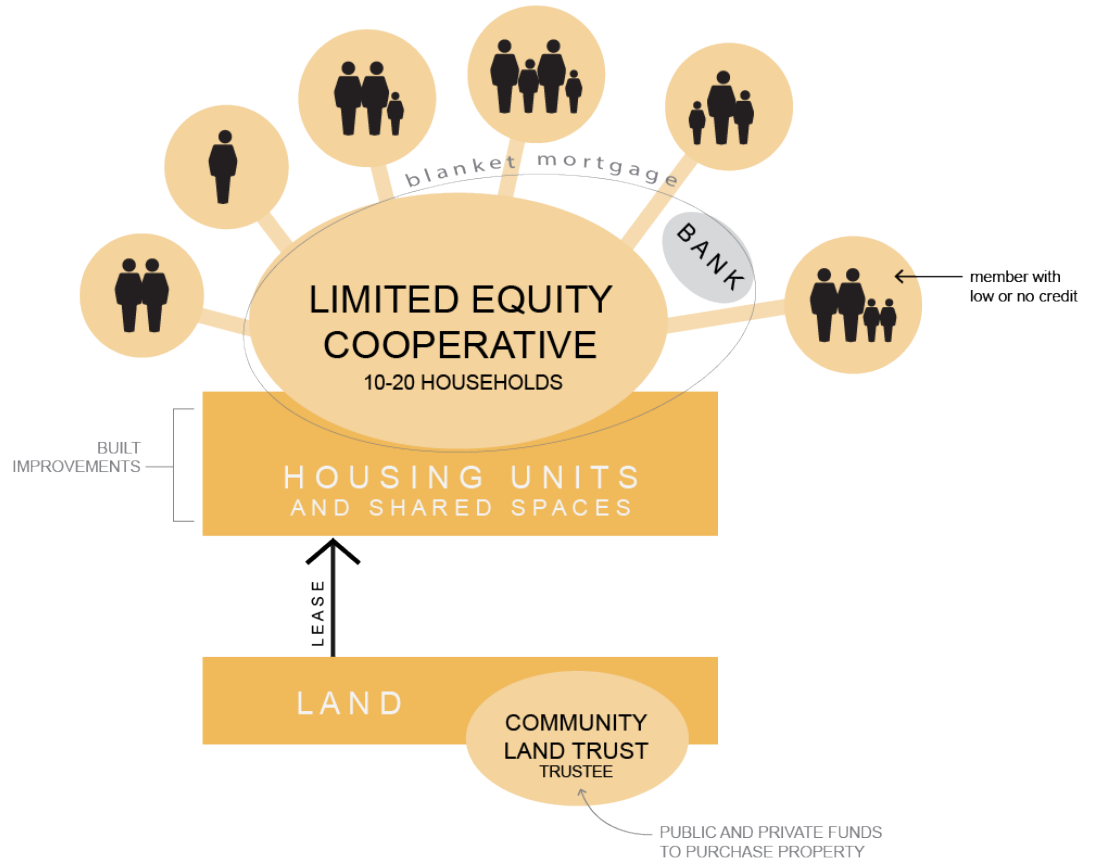 blanket mortgage
BANK
member with
low or no credit
LIMITED EQUITY
COOPERATIVE
10-20 HOUSEHOLDS
BUILT
IMPROVEMENTS
HOUSING UNITS
AND SHARED SPACES
LEASE
LAND
COMMUNITY
LAND TRUST
TRUSTEE
PUBLIC AND PRIVATE FUNDS
TO PURCHASE PROPERTY